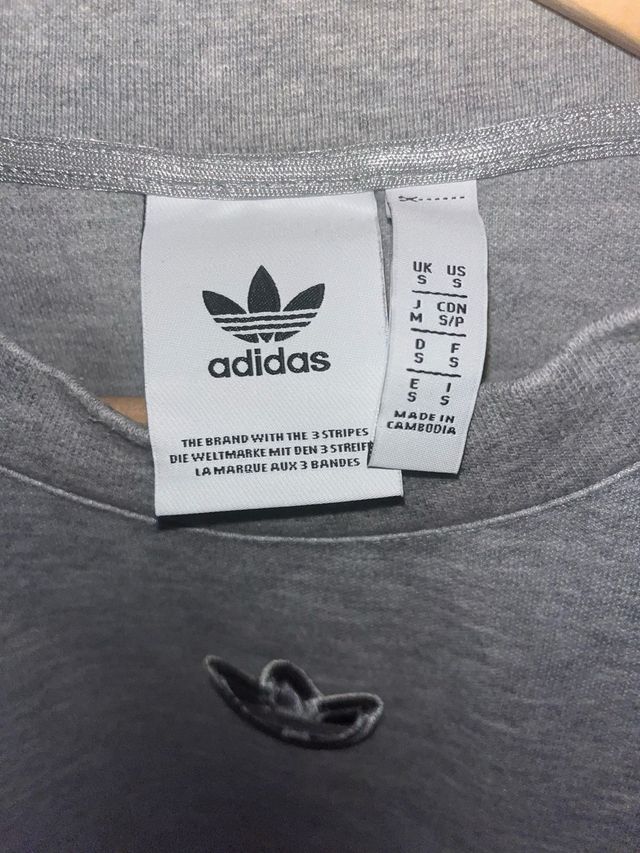 adidas
THE BRAND WITH THE 3 STRIPES
DIE WELTMARKE MIT DEN 3 STREIF
LA MARQUE AUX 3 BANDES
UK US
S S
J CDN
M S/P
D F
S S
E I
S S
MADE IN
CAMBODIA